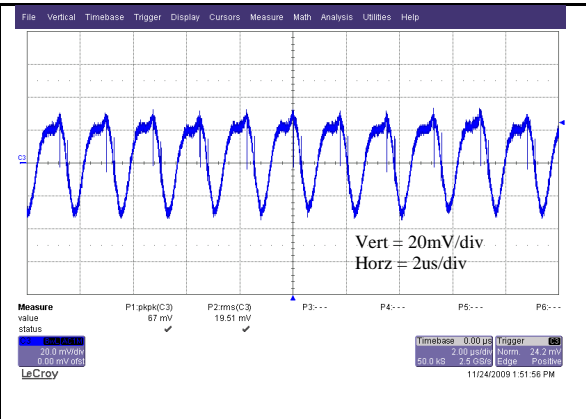 File Vertical Timebase Trigger Display Cursors Measure Math Analysis Utilities Help
C3
Vert = 20mV/div
Horz = 2us/div
Measure P1:pkpk(C3) P2:rms(C3) P3:--- P4:--- P5:--- P6:---
value 67 mV 19.51 mV
status
20.0 mV/div
0.00 mV ofst
Timebase 0.00 µs
2.00 µs/div
50.0 kS 2.5 GS/s
Trigger C3
Norm. 24.2 mV
Edge Positive
LeCroy
11/24/2009 1:51:56 PM